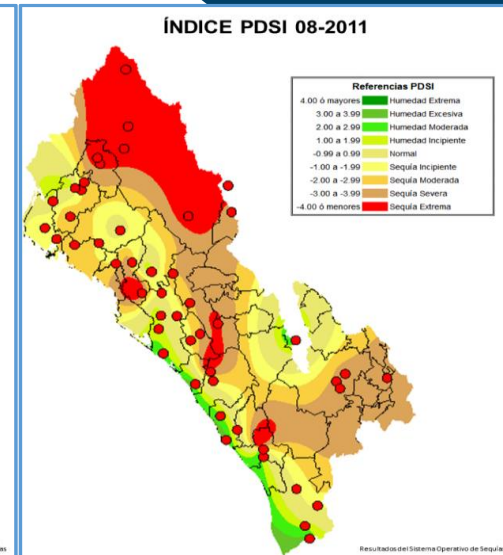 ÍNDICE PDSI 08-2011
Referencias PDSI
4.00 ó mayores Humedad Extrema
3.00 a 3.99 Humedad Excesiva
2.00 a 2.99 Humedad Moderada
1.00 a 1.99 Humedad Incipiente
-0.99 a 0.99 Normal
-1.00 a -1.99 Sequía Incipiente
-2.00 a -2.99 Sequía Moderada
-3.00 a -3.99 Sequía Severa
-4.00 ó menores Sequía Extrema
as
Resultados del Sistema Operativo de Sequías